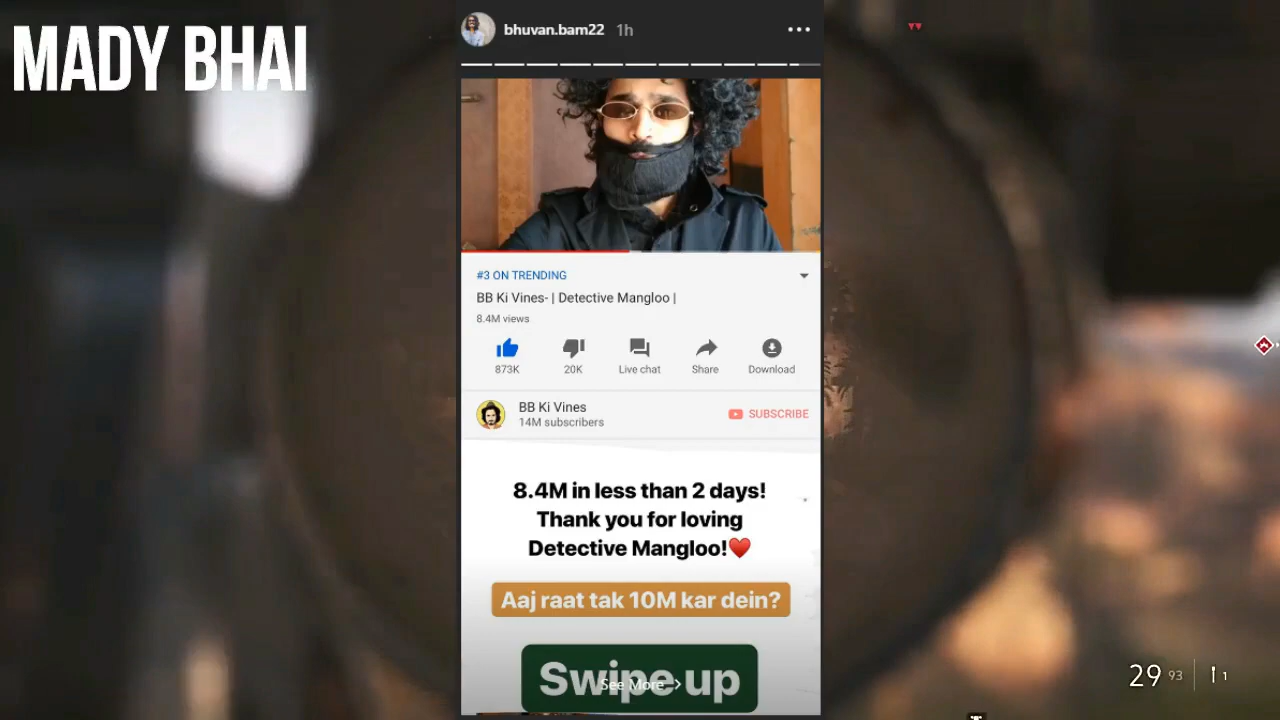 MADY BHAI
bhuvan.bam22 1h
#3 ON TRENDING
BB Ki Vines- | Detective Mangloo |
8.4M views
873K 20K Live chat Share Download
BB Ki Vines
14M subscribers
SUBSCRIBE
8.4M in less than 2 days!
Thank you for loving
Detective Mangloo!❤️
Aaj raat tak 10M kar dein?
Swipe up
See More
29 93 1